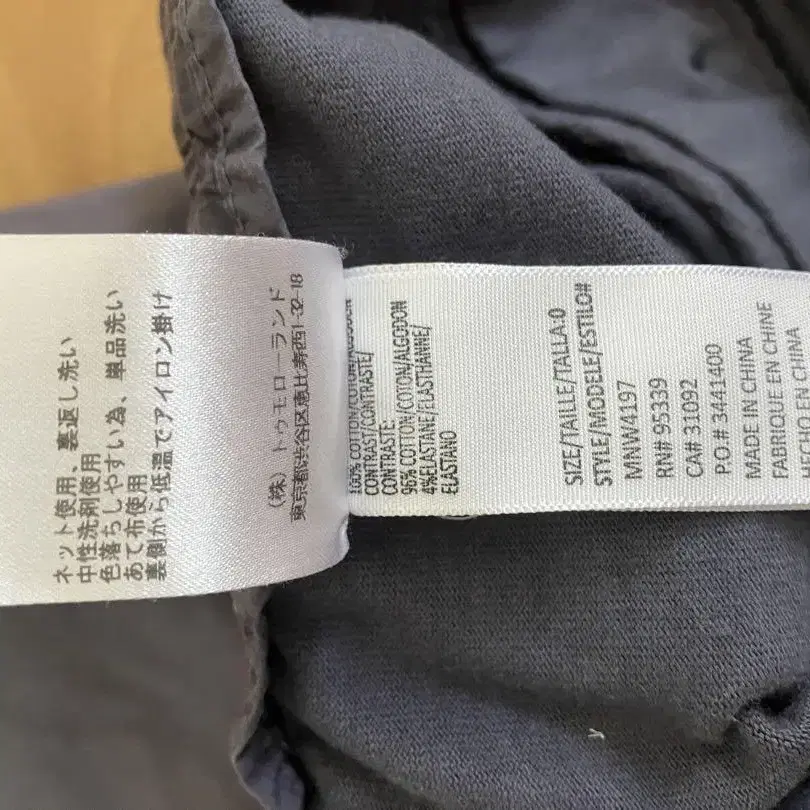 ネット使用、裏返し洗い
中性洗剤使用
色落ちしやすい為、単品洗い
あて布使用
裏側から低温でアイロン掛け
(株) トゥモローランド
東京都渋谷区恵比寿西1-32-18
100% COTTON/COTON/ALGODON
CONTRAST/CONTRASTE/
CONTRASTE:
96% COTTON/COTON/ALGODON
4%ELASTANE/ELASTHANNE/
ELASTANO
SIZE/TAILLE/TALLA:0
STYLE/MODELE/ESTILO#
MNW4197
RN# 95339
CA# 31092
P.O.# 3441400
MADE IN CHINA
FABRIQUE EN CHINE
HECHO EN CHINA